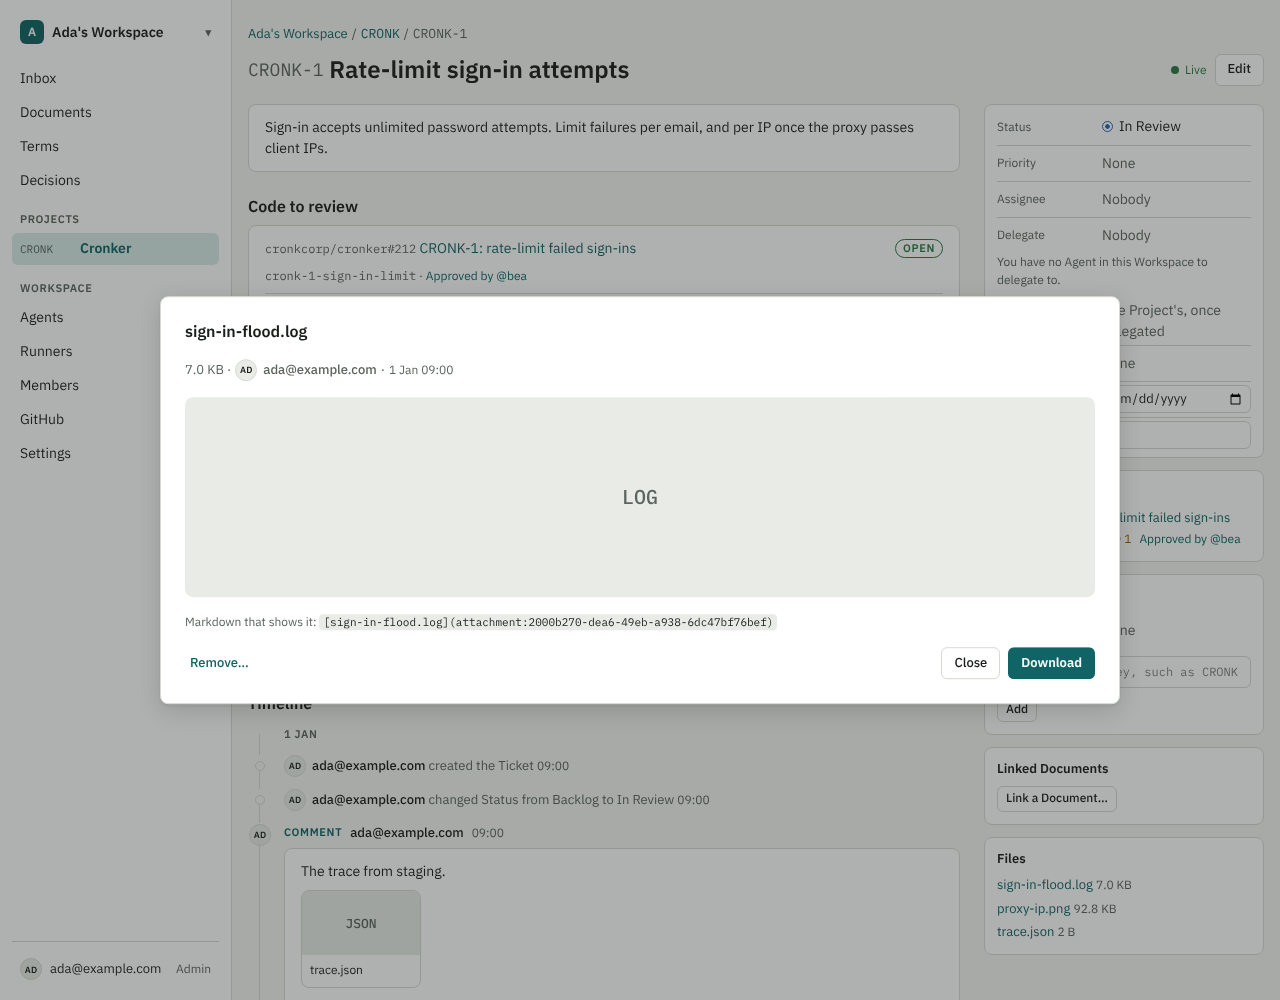 A Ada's Workspace ▾
Inbox
Documents
Terms
Decisions
PROJECTS
CRONK Cronker
WORKSPACE
Agents
Runners
Members
GitHub
Settings
AD ada@example.com Admin
Ada's Workspace / CRONK / CRONK-1
CRONK-1 Rate-limit sign-in attempts
Live Edit
Sign-in accepts unlimited password attempts. Limit failures per email, and per IP once the proxy passes
client IPs.
Code to review
cronkcorp/cronker#212 CRONK-1: rate-limit failed sign-ins OPEN
cronk-1-sign-in-limit · Approved by @bea
sign-in-flood.log
7.0 KB · AD ada@example.com · 1 Jan 09:00
LOG
Markdown that shows it: [sign-in-flood.log](attachment:2000b270-dea6-49eb-a938-6dc47bf76bef)
Remove... Close Download
Timeline
1 JAN
AD ada@example.com created the Ticket 09:00
AD ada@example.com changed Status from Backlog to In Review 09:00
AD COMMENT ada@example.com 09:00
The trace from staging.
JSON
trace.json
Status In Review
Priority None
Assignee Nobody
Delegate Nobody
You have no Agent in this Workspace to
delegate to.
Project's, once
/dd/yyyy
limit failed sign-ins
1 Approved by @bea
, such as CRONK
Add
Linked Documents
Link a Document...
Files
sign-in-flood.log 7.0 KB
proxy-ip.png 92.8 KB
trace.json 2 B